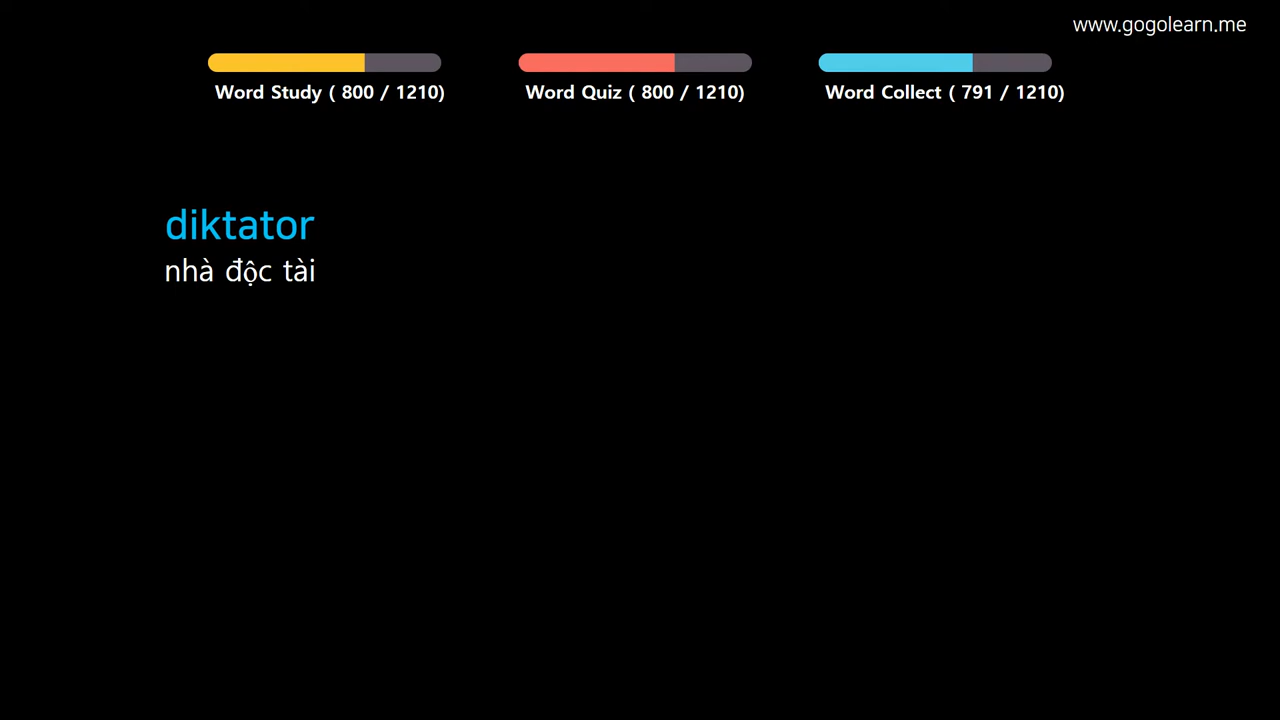 www.gogolearn.me
Word Study ( 800 / 1210)
Word Quiz ( 800 / 1210)
Word Collect ( 791 / 1210)
diktator
nhà độc tài